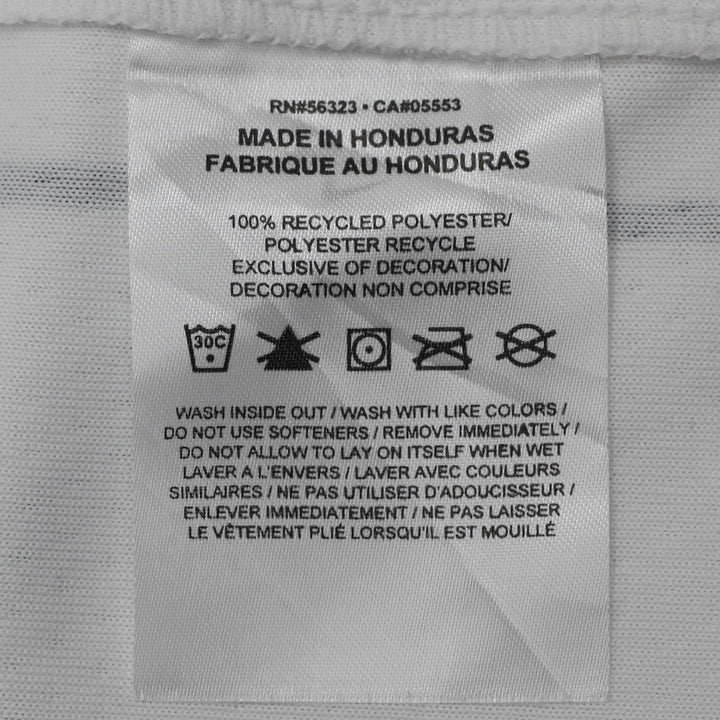 RN#56323 • CA#05553
MADE IN HONDURAS
FABRIQUE AU HONDURAS
100% RECYCLED POLYESTER/
POLYESTER RECYCLE
EXCLUSIVE OF DECORATION/
DECORATION NON COMPRISE
30C
WASH INSIDE OUT / WASH WITH LIKE COLORS /
DO NOT USE SOFTENERS / REMOVE IMMEDIATELY /
DO NOT ALLOW TO LAY ON ITSELF WHEN WET
LAVER A L'ENVERS / LAVER AVEC COULEURS
SIMILAIRES / NE PAS UTILISER D'ADOUCISSEUR /
ENLEVER IMMEDIATEMENT / NE PAS LAISSER
LE VÊTEMENT PLIÉ LORSQU'IL EST MOUILLÉ